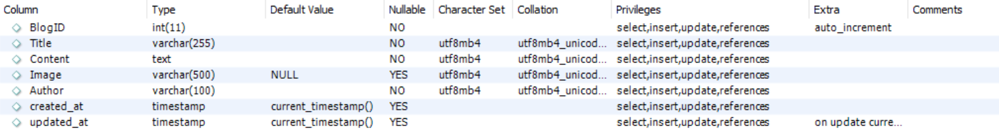 Column Type Default Value Nullable Character Set Collation Privileges Extra Comments
BlogID int(11) NO select,insert,update,references auto_increment
Title varchar(255) NO utf8mb4 utf8mb4_unicod... select,insert,update,references
Content text NO utf8mb4 utf8mb4_unicod... select,insert,update,references
Image varchar(500) NULL YES utf8mb4 utf8mb4_unicod... select,insert,update,references
Author varchar(100) NO utf8mb4 utf8mb4_unicod... select,insert,update,references
created_at timestamp current_timestamp() YES select,insert,update,references
updated_at timestamp current_timestamp() YES select,insert,update,references on update curre...